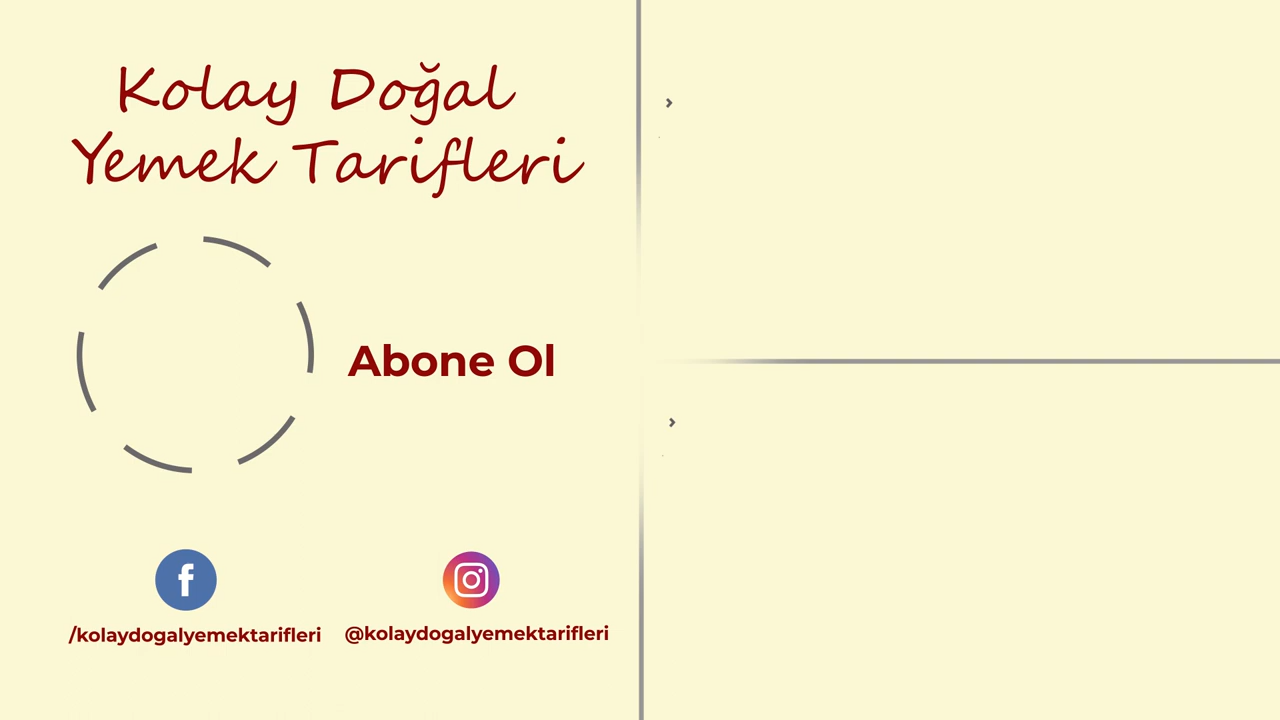 Kolay Doğal
Yemek Tarifleri
Abone Ol
/kolaydogalyemektarifleri
@kolaydogalyemektarifleri